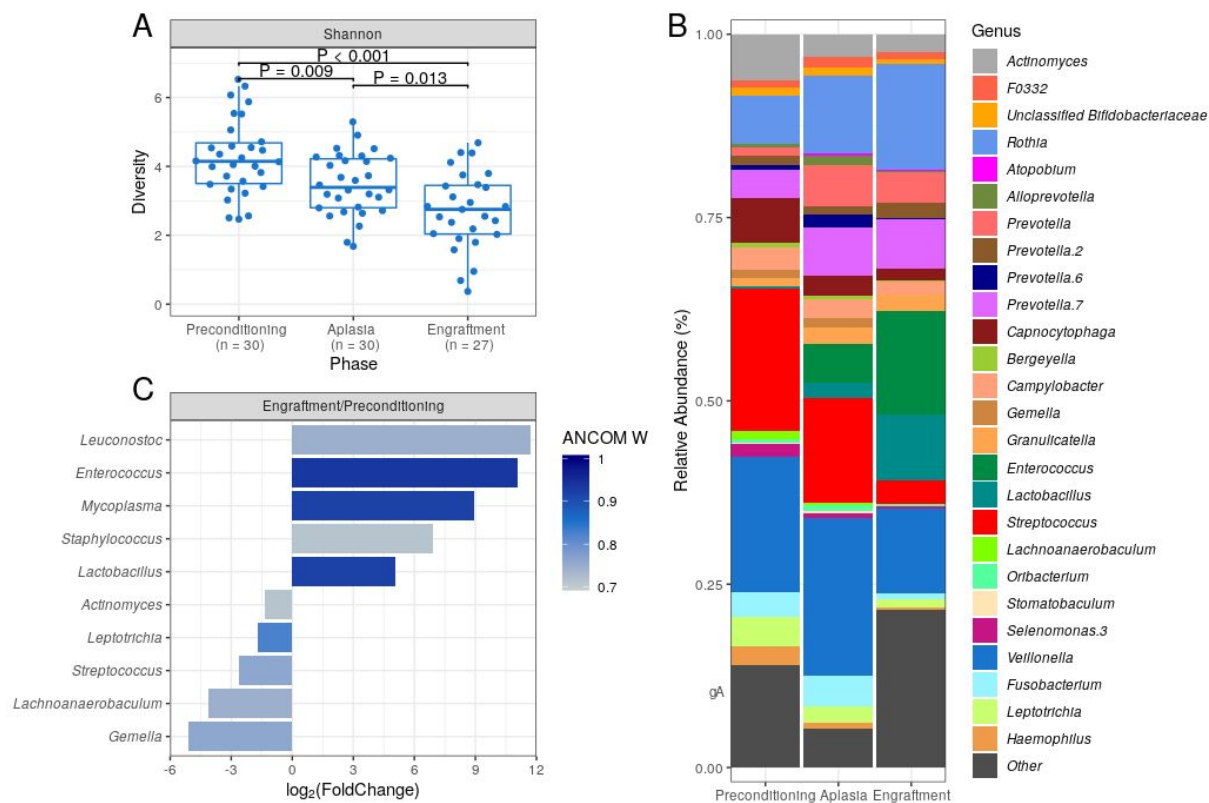 A
Shannon
P < 0.001
P = 0.009
P = 0.013
Diversity
6
4
2
0
Preconditioning
(n = 30)
Aplasia
(n = 30)
Engraftment
(n = 27)
Phase
B
Relative Abundance (%)
1.00
0.75
0.50
0.25
gA
0.00
Preconditioning Aplasia Engraftment
Genus
Actinomyces
F0332
Unclassified Bifidobacteriaceae
Rothia
Atopobium
Alloprevotella
Prevotella
Prevotella.2
Prevotella.6
Prevotella.7
Capnocytophaga
Bergeyella
Campylobacter
Gemella
Granulicatella
Enterococcus
Lactobacillus
Streptococcus
Lachnoanaerobaculum
Oribacterium
Stomatobaculum
Selenomonas.3
Veillonella
Fusobacterium
Leptotrichia
Haemophilus
Other
C
Engraftment/Preconditioning
Leuconostoc
Enterococcus
Mycoplasma
Staphylococcus
Lactobacillus
Actinomyces
Leptotrichia
Streptococcus
Lachnoanaerobaculum
Gemella
-6 -3 0 3 6 9 12
log2(FoldChange)
ANCOM W
1
0.9
0.8
0.7